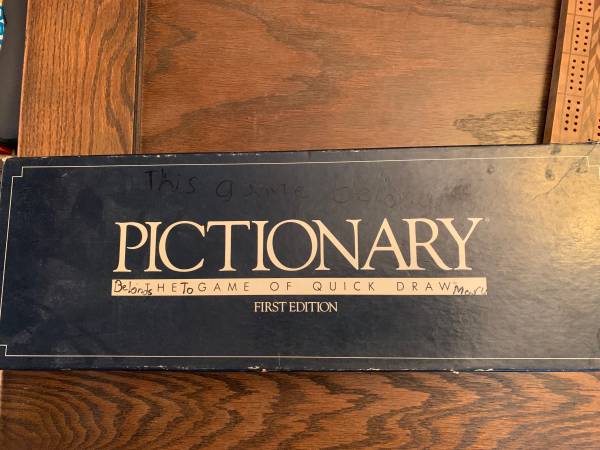 This game belongs
PICTIONARY®
Belongs THE To GAME OF QUICK DRAW
FIRST EDITION